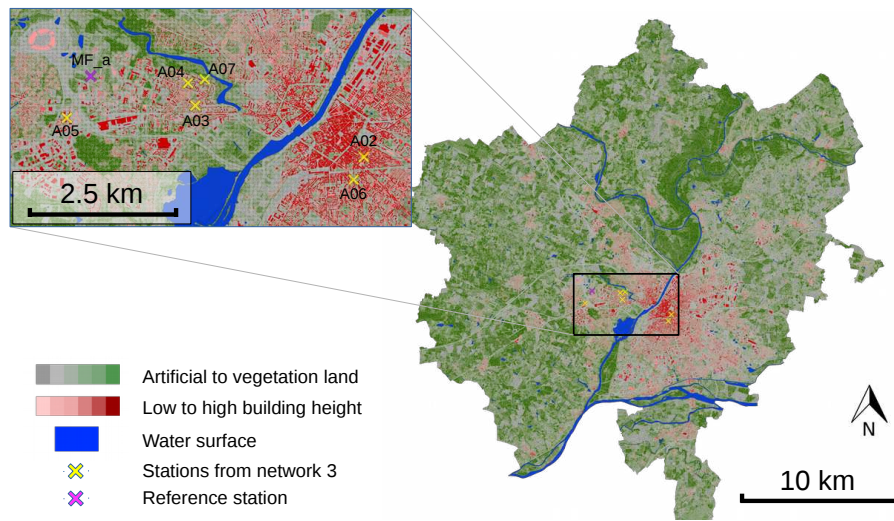 MF_a
A04
A07
A03
A05
A02
A06
2.5 km
Artificial to vegetation land
Low to high building height
Water surface
Stations from network 3
Reference station
N
10 km